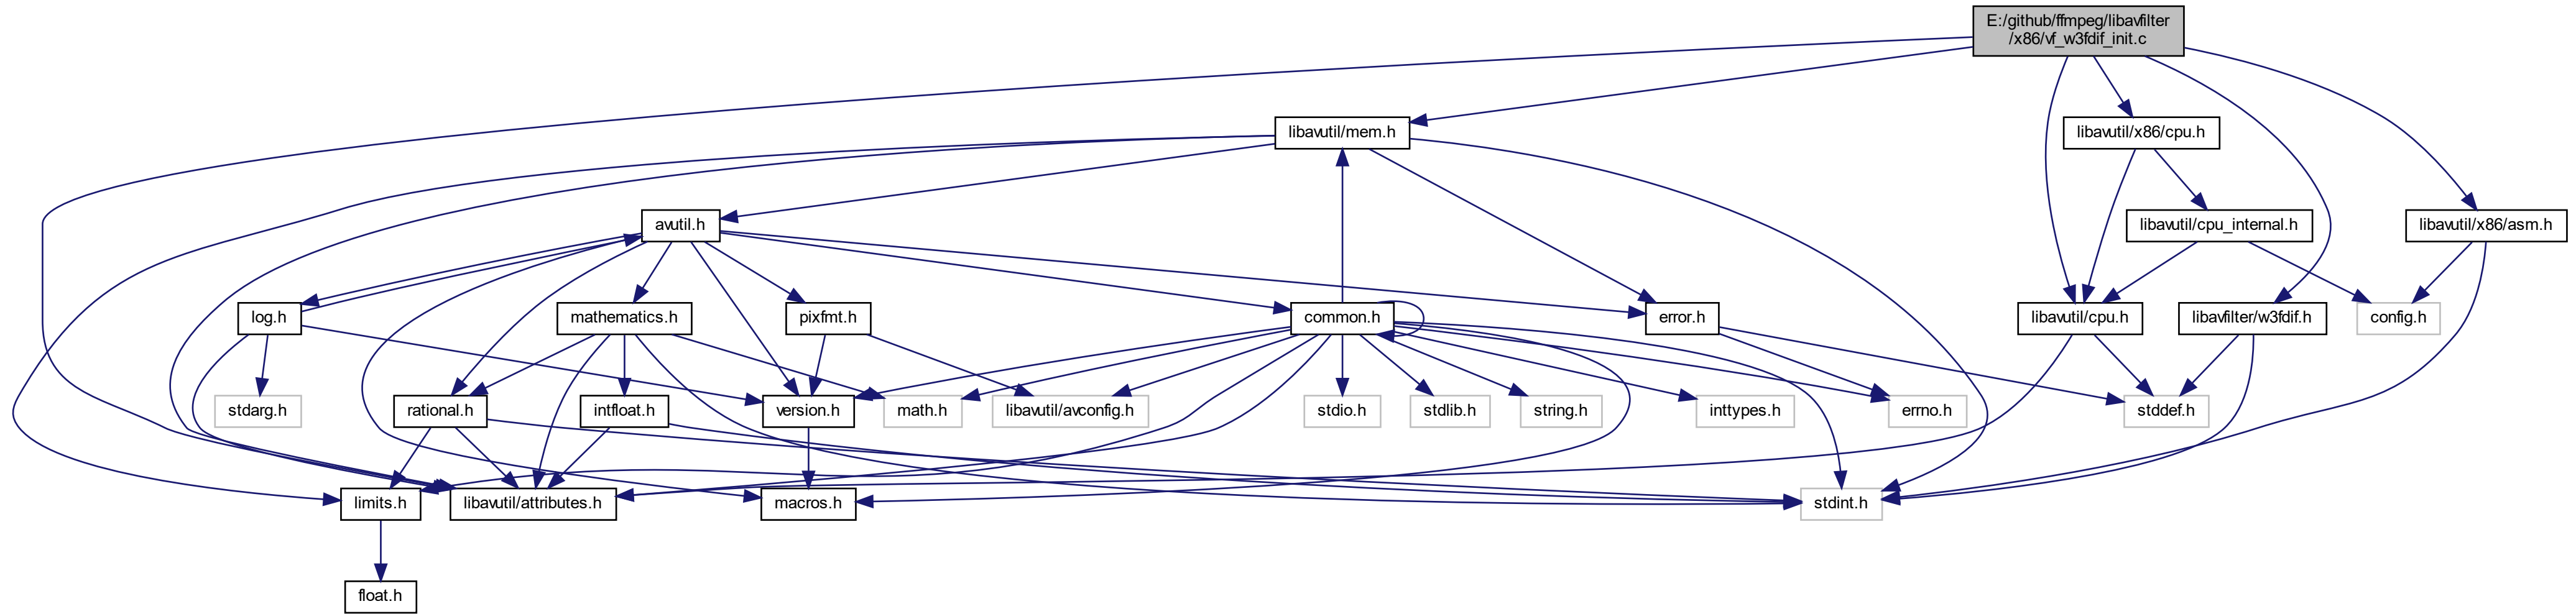 E:/github/ffmpeg/libavfilter
/x86/vf_w3fdif_init.c
libavutil/mem.h
libavutil/x86/cpu.h
avutil.h
libavutil/cpu_internal.h
libavutil/x86/asm.h
log.h
mathematics.h
pixfmt.h
common.h
error.h
libavutil/cpu.h
libavfilter/w3fdif.h
config.h
stdarg.h
rational.h
intfloat.h
version.h
math.h
libavutil/avconfig.h
stdio.h
stdlib.h
string.h
inttypes.h
errno.h
stddef.h
limits.h
libavutil/attributes.h
macros.h
stdint.h
float.h